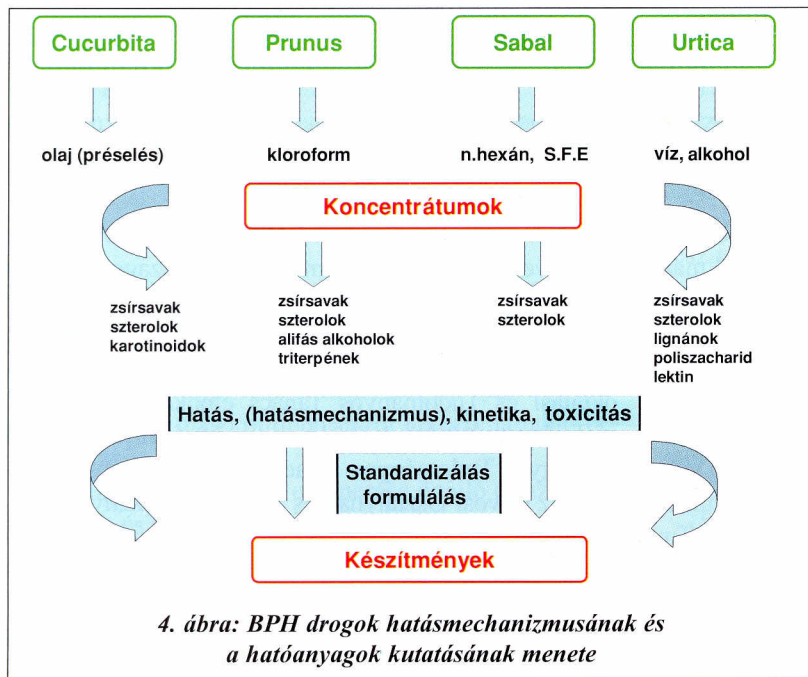 Cucurbita
Prunus
Sabal
Urtica
olaj (préselés)
kloroform
n.hexán, S.F.E
víz, alkohol
Koncentrátumok
zsírsavak
szterolok
karotinoidok
zsírsavak
szterolok
alifás alkoholok
triterpének
zsírsavak
szterolok
zsírsavak
szterolok
lignánok
poliszacharid
lektin
Hatás, (hatásmechanizmus), kinetika, toxicitás
Standardizálás
formulálás
Készítmények
4. ábra: BPH drogok hatásmechanizmusának és
a hatóanyagok kutatásának menete